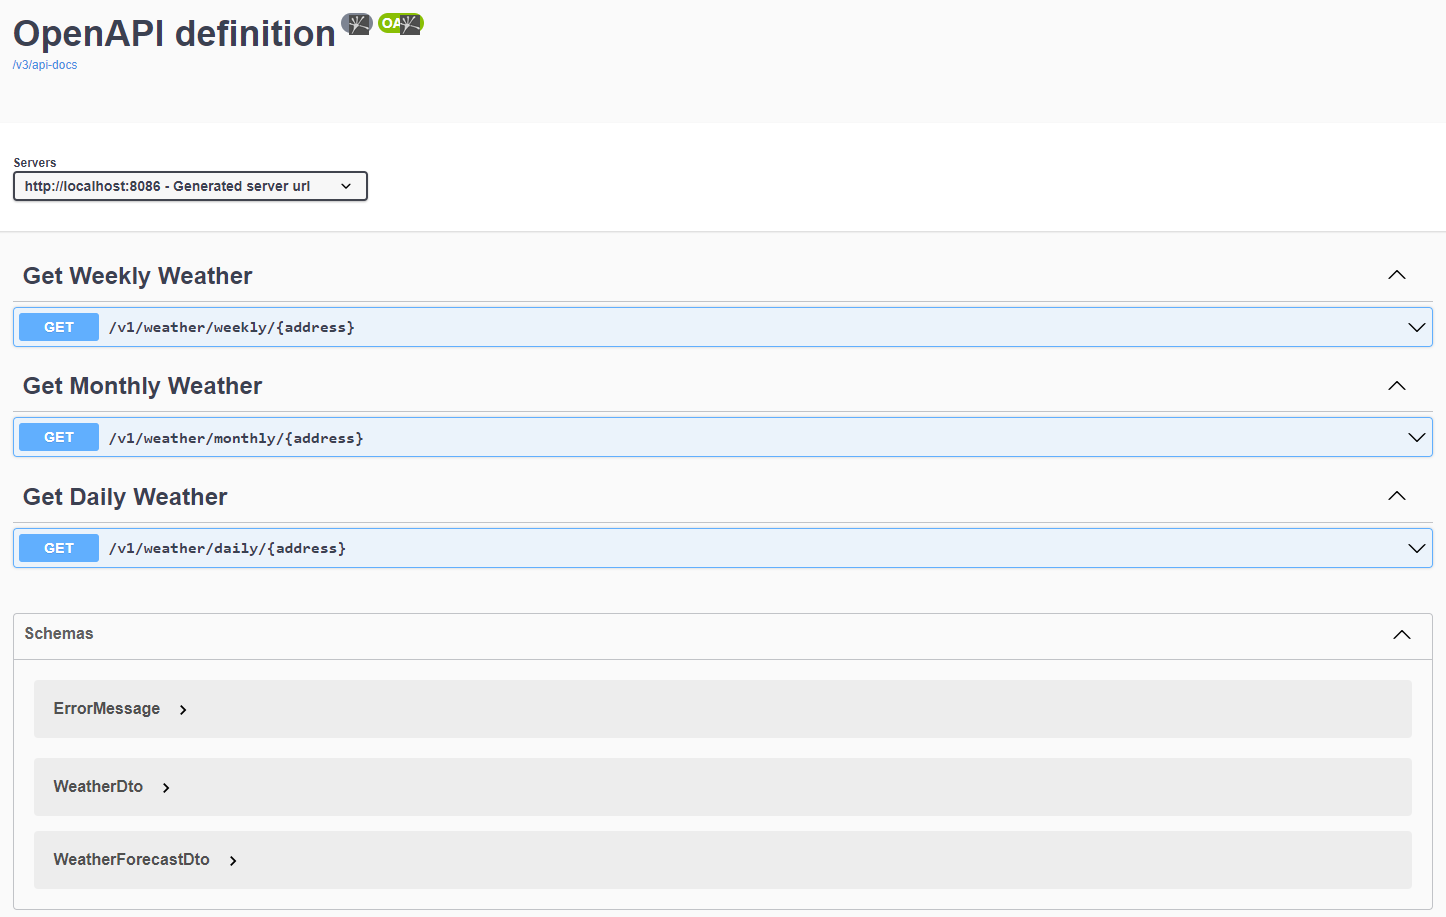 OpenAPI definition
/v3/api-docs
Servers
http://localhost:8086 - Generated server url
Get Weekly Weather
GET /v1/weather/weekly/{address}
Get Monthly Weather
GET /v1/weather/monthly/{address}
Get Daily Weather
GET /v1/weather/daily/{address}
Schemas
ErrorMessage
WeatherDto
WeatherForecastDto